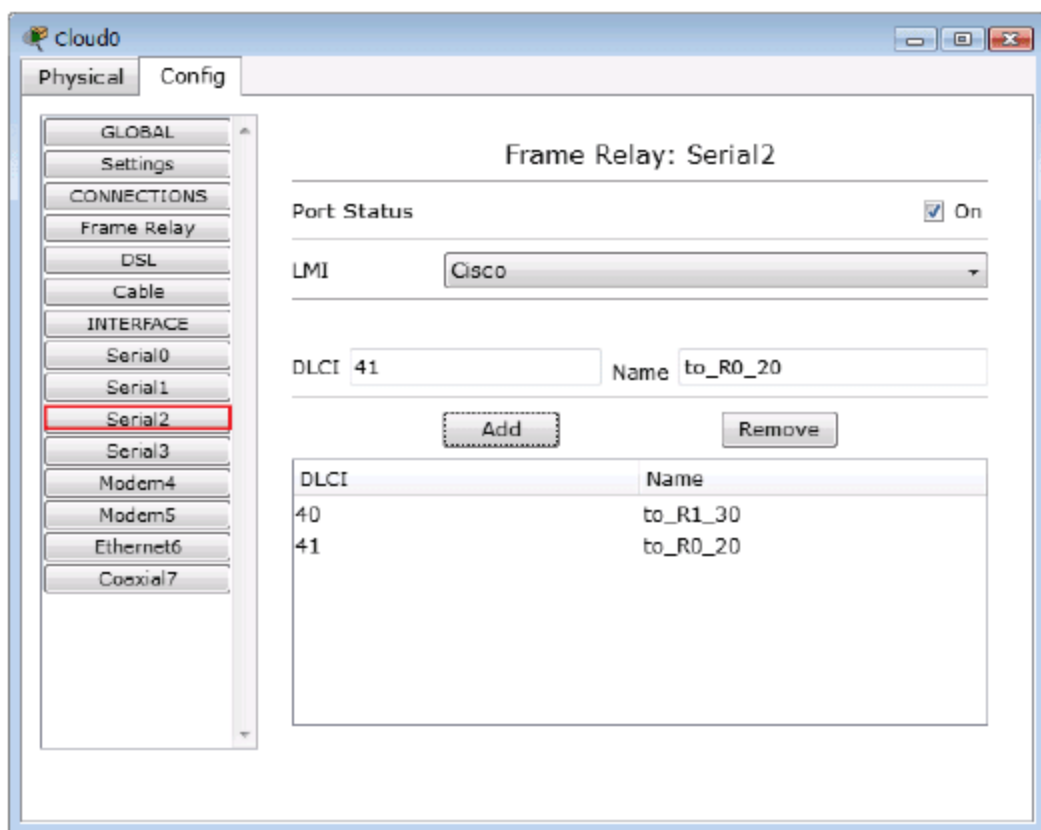 Cloud0
Physical Config
GLOBAL
Settings
CONNECTIONS
Frame Relay
DSL
Cable
INTERFACE
Serial0
Serial1
Serial2
Serial3
Modem4
Modem5
Ethernet6
Coaxial7
Frame Relay: Serial2
Port Status On
LMI Cisco
DLCI 41 Name to_R0_20
Add Remove
DLCI Name
40 to_R1_30
41 to_R0_20